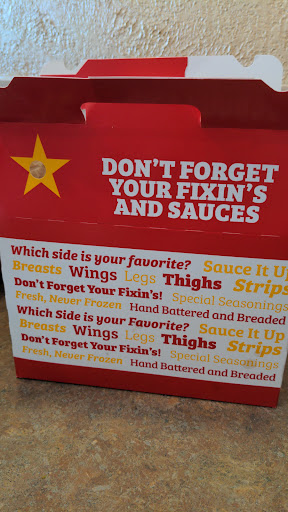 DON'T FORGET
YOUR FIXIN'S
AND SAUCES
Which side is your favorite? Sauce It Up
Breasts Wings Legs Thighs Strips
Don't Forget Your Fixin's! Special Seasonings
Fresh, Never Frozen Hand Battered and Breaded
Which Side is your Favorite? Sauce It Up
Breasts Wings Legs Thighs Strips
Don't Forget Your Fixin's! Special Seasonings
Fresh, Never Frozen Hand Battered and Breaded